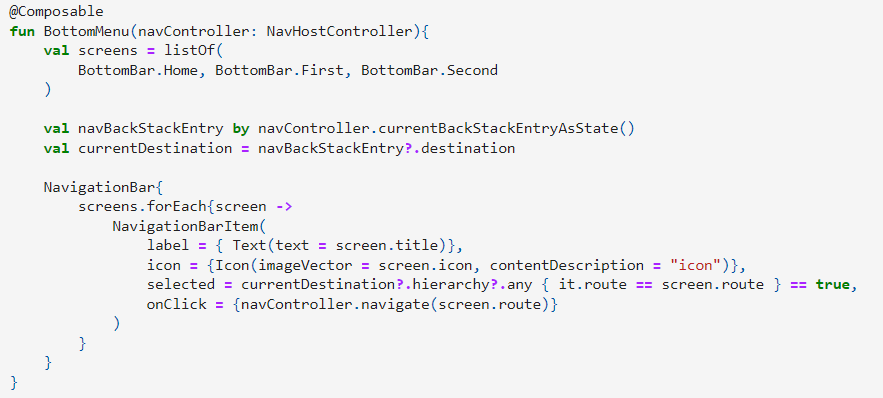 @Composable
fun BottomMenu(navController: NavHostController){
    val screens = listOf(
        BottomBar.Home, BottomBar.First, BottomBar.Second
    )

    val navBackStackEntry by navController.currentBackStackEntryAsState()
    val currentDestination = navBackStackEntry?.destination

    NavigationBar{
        screens.forEach{screen ->
            NavigationBarItem(
                label = { Text(text = screen.title)},
                icon = {Icon(imageVector = screen.icon, contentDescription = "icon")},
                selected = currentDestination?.hierarchy?.any { it.route == screen.route } == true,
                onClick = {navController.navigate(screen.route)}
            )
        }
    }
}